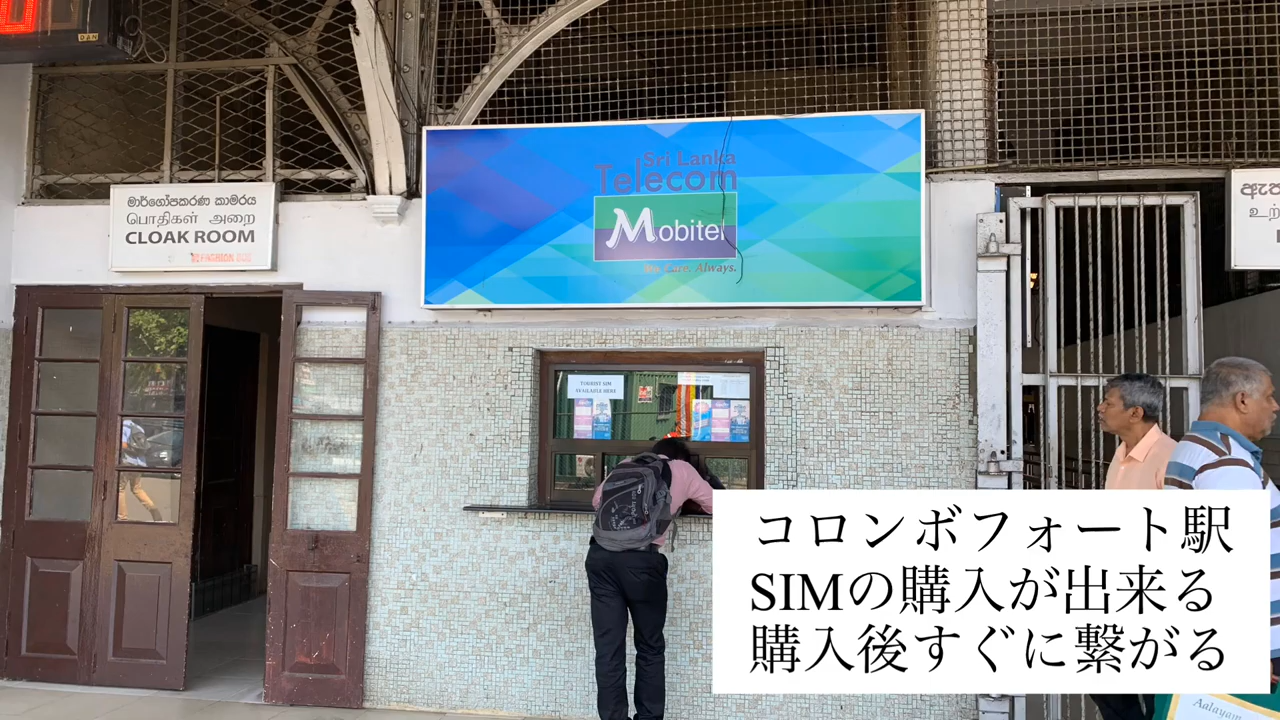 0
මාර්ගෝපකරණ කාමරය
பொதிகள் அறை
CLOAK ROOM
Sri Lanka
Telecom
Mobitel
We Care. Always.
TOURIST SIM
AVAILABLE HERE
コロンボフォート駅
SIMの購入が出来る
購入後すぐに繋がる
Aalayam